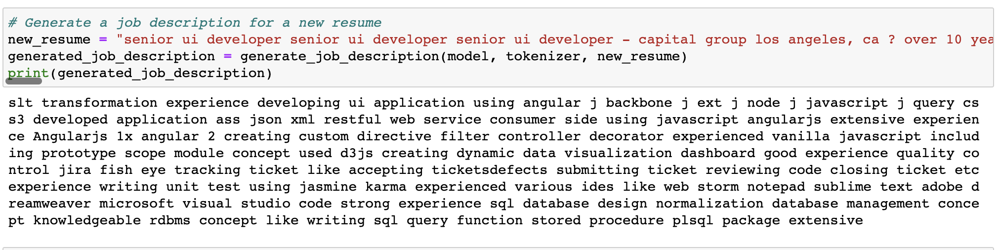 # Generate a job description for a new resume
new_resume = "senior ui developer senior ui developer senior ui developer - capital group los angeles, ca ? over 10 yea
generated_job_description = generate_job_description(model, tokenizer, new_resume)
print(generated_job_description)
slt transformation experience developing ui application using angular j backbone j ext j node j javascript j query cs
s3 developed application ass json xml restful web service consumer side using javascript angularjs extensive experien
ce Angularjs 1x angular 2 creating custom directive filter controller decorator experienced vanilla javascript includ
ing prototype scope module concept used d3js creating dynamic data visualization dashboard good experience quality co
ntrol jira fish eye tracking ticket like accepting ticketsdefects submitting ticket reviewing code closing ticket etc
experience writing unit test using jasmine karma experienced various ides like web storm notepad sublime text adobe d
reamweaver microsoft visual studio code strong experience sql database design normalization database management conce
pt knowledgeable rdbms concept like writing sql query function stored procedure plsql package extensive